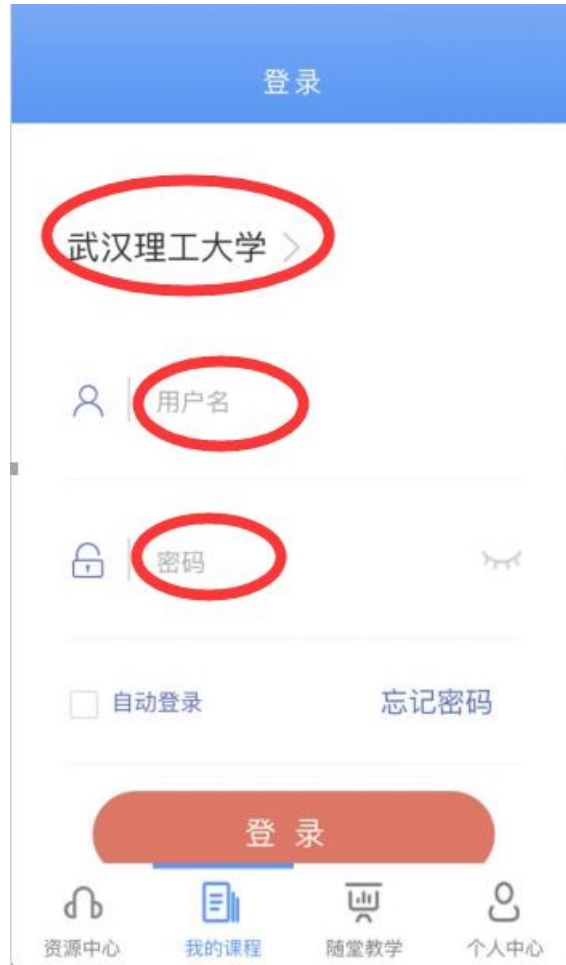 登录
武汉理工大学
用户名
密码
自动登录 忘记密码
登 录
资源中心 我的课程 随堂教学 个人中心